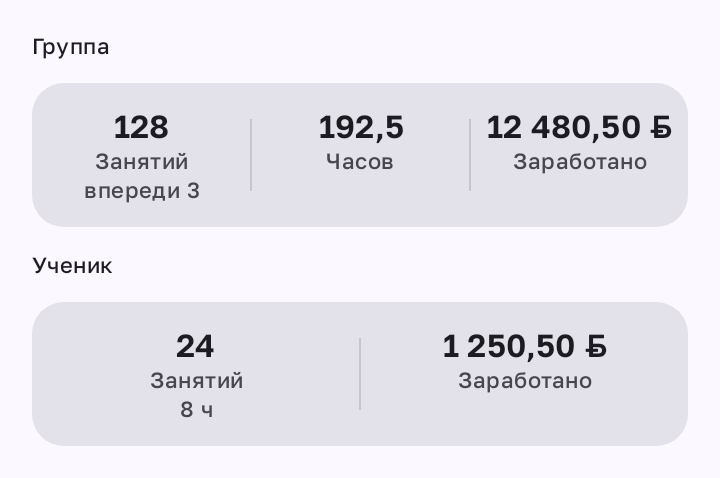 Группа
128
Занятий
впереди 3
192,5
Часов
12 480,50 Ƃ
Заработано
Ученик
24
Занятий
8 ч
1 250,50 Ƃ
Заработано